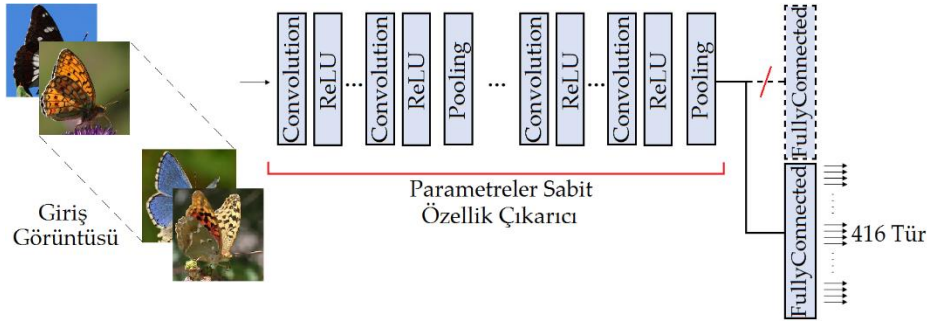 Convolution
ReLU
...
Convolution
ReLU
Pooling
...
Convolution
ReLU
...
Convolution
ReLU
Pooling
FullyConnected
Parametreler Sabit
Özellik Çıkarıcı
Giriş
Görüntüsü
FullyConnected
416 Tür